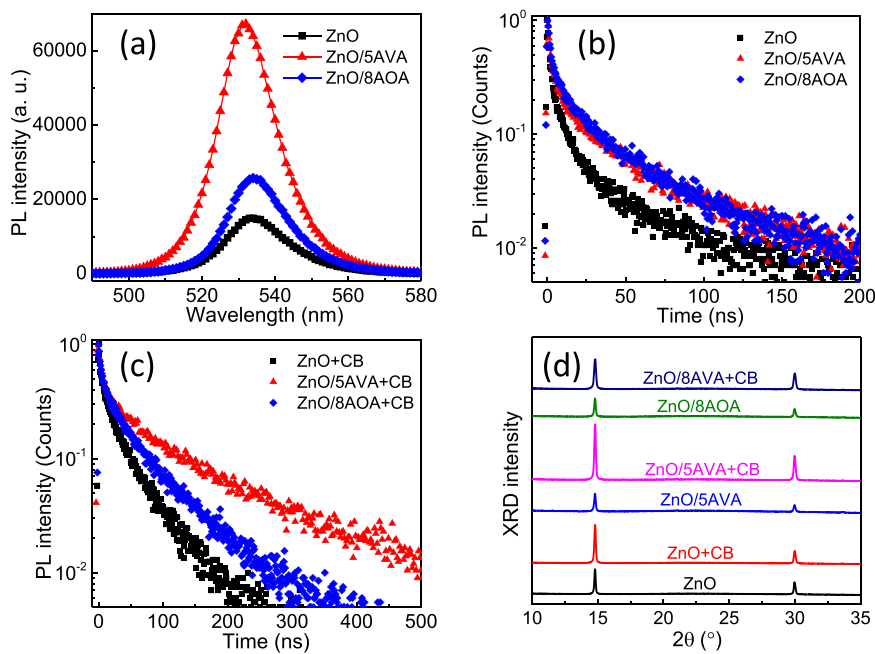 (a)
ZnO
ZnO/5AVA
ZnO/8AOA
60000
40000
20000
0
PL intensity (a. u.)
500 520 540 560 580
Wavelength (nm)
(b)
ZnO
ZnO/5AVA
ZnO/8AOA
10^0
10^-1
10^-2
PL intensity (Counts)
0 50 100 150 200
Time (ns)
(c)
ZnO+CB
ZnO/5AVA+CB
ZnO/8AOA+CB
10^0
10^-1
10^-2
PL intensity (Counts)
0 100 200 300 400 500
Time (ns)
(d)
ZnO/8AVA+CB
ZnO/8AOA
ZnO/5AVA+CB
ZnO/5AVA
ZnO+CB
ZnO
XRD intensity
10 15 20 25 30 35
2θ (°)